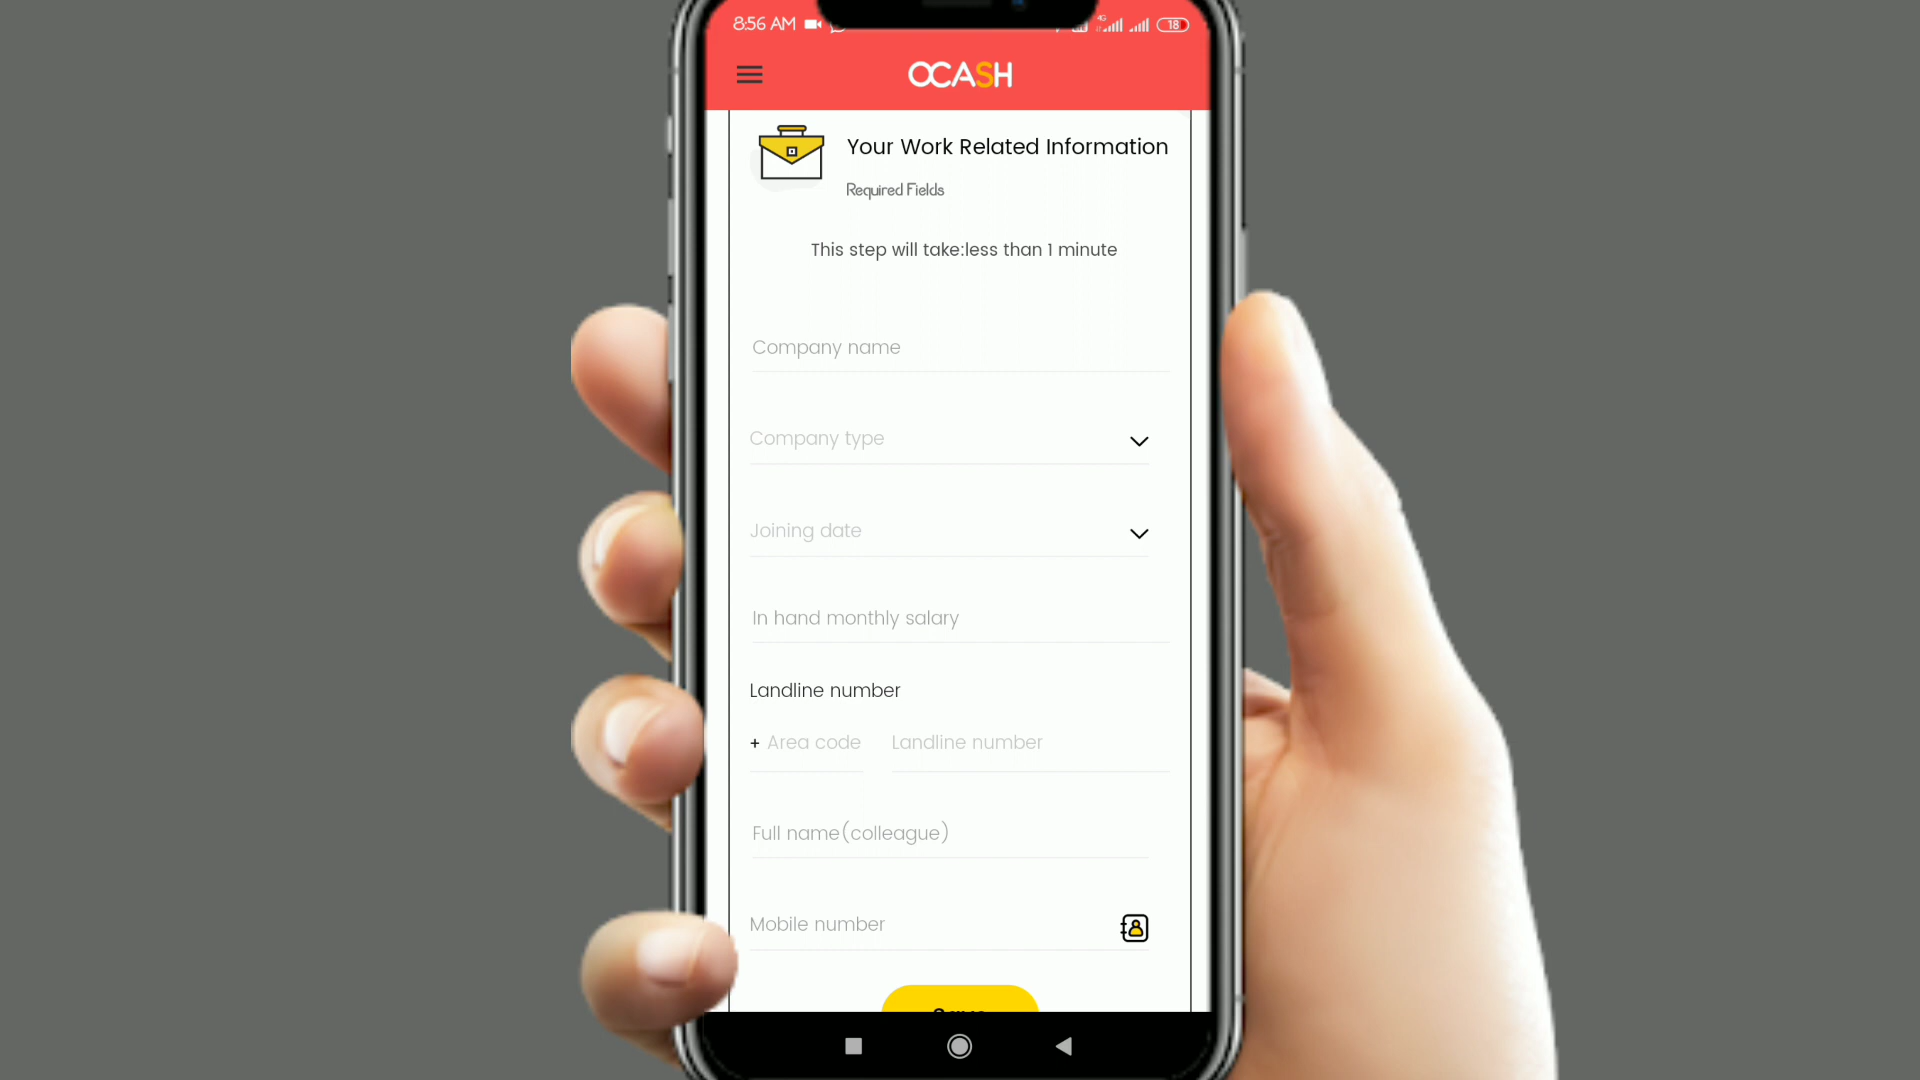 8:56 AM
4G
18
OCASH
Your Work Related Information
Required Fields
This step will take:less than 1 minute
Company name
Company type
Joining date
In hand monthly salary
Landline number
+ Area code Landline number
Full name(colleague)
Mobile number